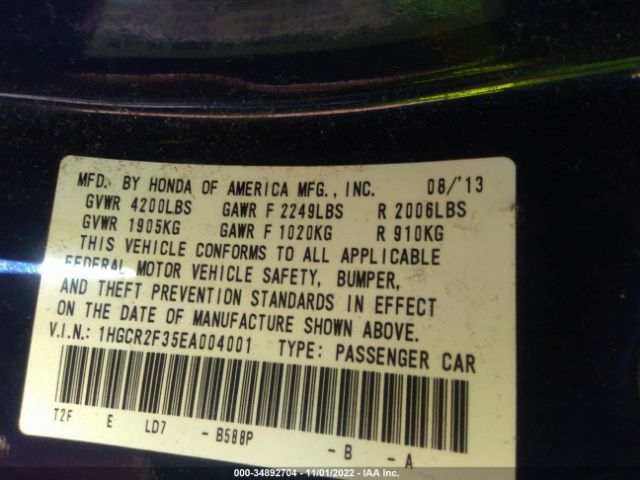 MFD. BY HONDA OF AMERICA MFG., INC. 08/'13
GVWR 4200LBS GAWR F 2249LBS R 2006LBS
GVWR 1905KG GAWR F 1020KG R 910KG
THIS VEHICLE CONFORMS TO ALL APPLICABLE
FEDERAL MOTOR VEHICLE SAFETY, BUMPER,
AND THEFT PREVENTION STANDARDS IN EFFECT
ON THE DATE OF MANUFACTURE SHOWN ABOVE.
V.I.N.: 1HGCR2F35EA004001 TYPE: PASSENGER CAR
T2F E LD7 - B588P - B - A
000-34892704 - 11/01/2022 - IAA Inc.